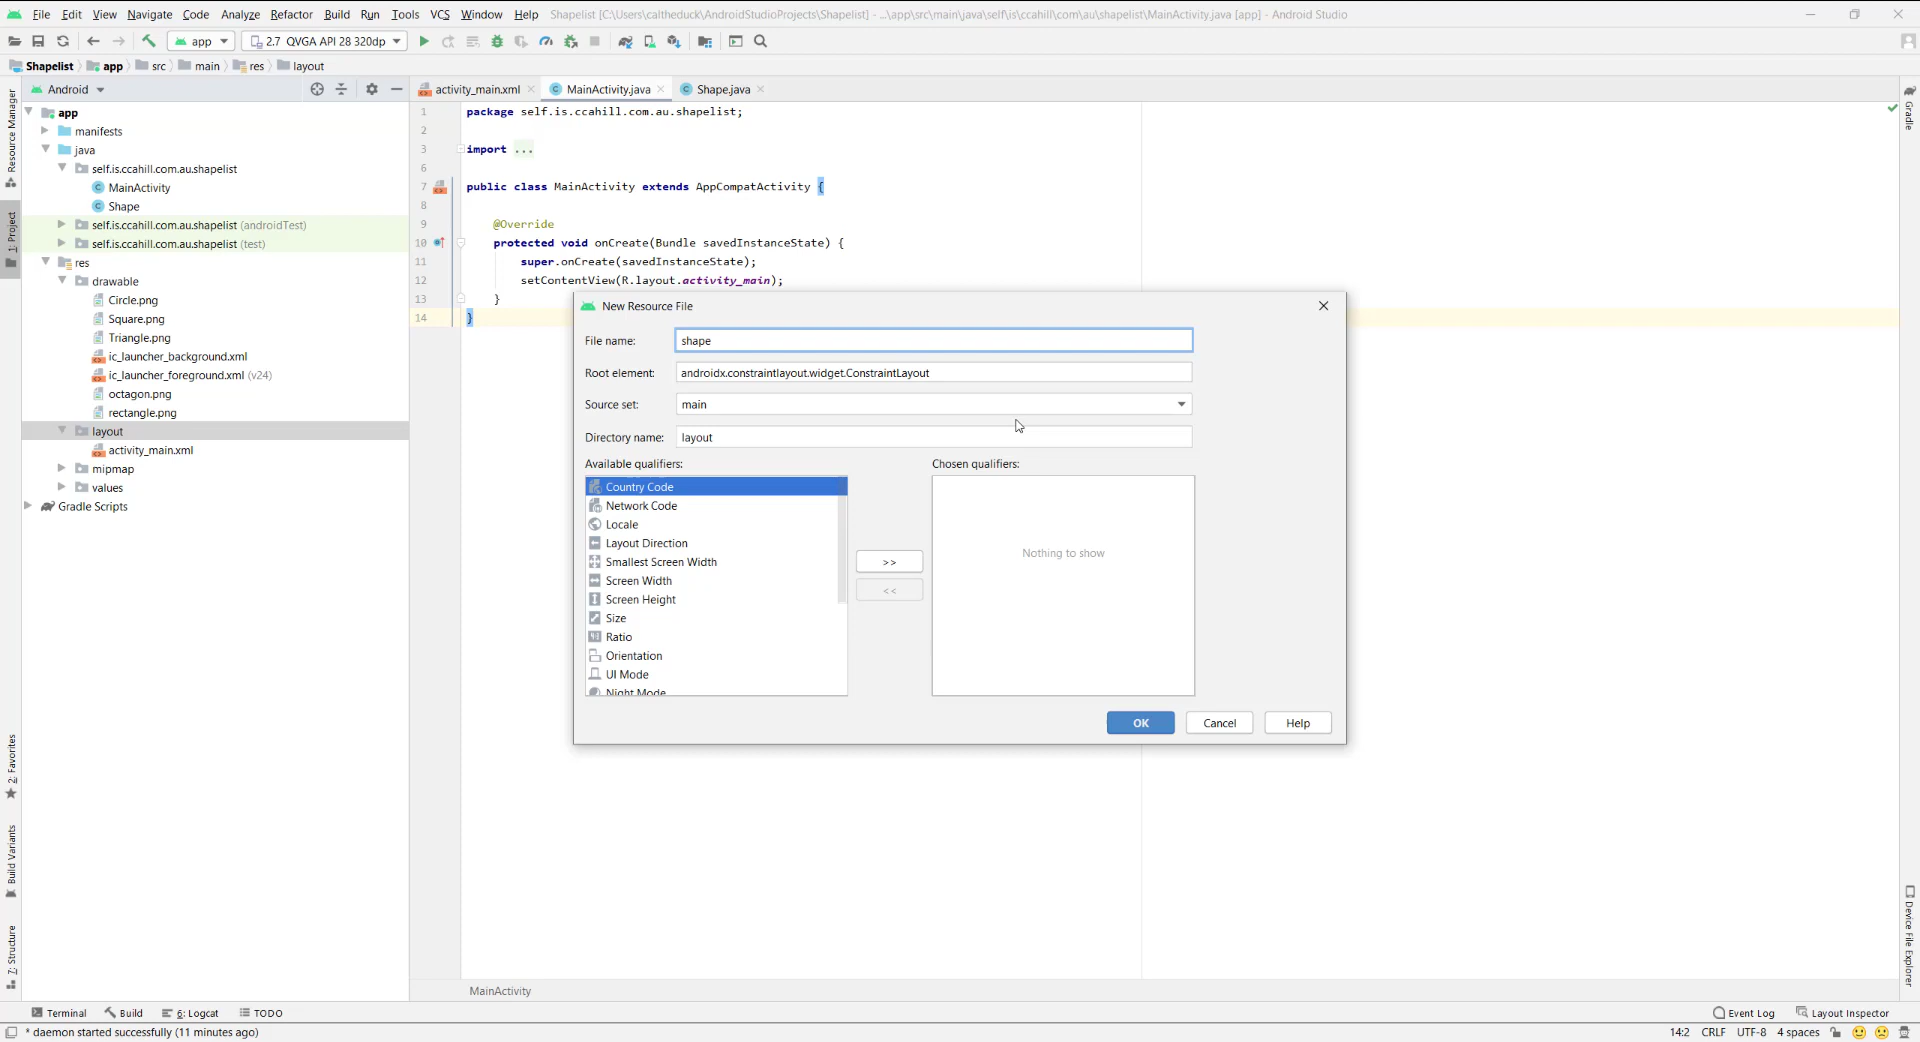 File Edit View Navigate Code Analyze Refactor Build Run Tools VCS Window Help Shapelist [C:\Users\caltheduck\AndroidStudioProjects\Shapelist] - ...\app\src\main\java\self\is\ccahill\com\au\shapelist\MainActivity.java [app] - Android Studio
app 2.7 QVGA API 28 320dp
Shapelist app src main res layout
Android
activity_main.xml MainActivity.java Shape.java
Resource Manager
1: Project
2: Favorites
Build Variants
7: Structure
app
manifests
java
self.is.ccahill.com.au.shapelist
MainActivity
Shape
self.is.ccahill.com.au.shapelist (androidTest)
self.is.ccahill.com.au.shapelist (test)
res
drawable
Circle.png
Square.png
Triangle.png
ic_launcher_background.xml
ic_launcher_foreground.xml (v24)
octagon.png
rectangle.png
layout
activity_main.xml
mipmap
values
Gradle Scripts
1 package self.is.ccahill.com.au.shapelist;
2
3 import ...
6
7 public class MainActivity extends AppCompatActivity {
8
9 @Override
10 protected void onCreate(Bundle savedInstanceState) {
11 super.onCreate(savedInstanceState);
12 setContentView(R.layout.activity_main);
13 }
14 }
New Resource File
File name: shape
Root element: androidx.constraintlayout.widget.ConstraintLayout
Source set: main
Directory name: layout
Available qualifiers: Chosen qualifiers:
Country Code
Network Code
Locale
Layout Direction
Smallest Screen Width
Screen Width
Screen Height
Size
Ratio
Orientation
UI Mode
Night Mode
>>
<<
Nothing to show
OK Cancel Help
Gradle
Device File Explorer
MainActivity
Terminal Build 6: Logcat TODO Event Log Layout Inspector
* daemon started successfully (11 minutes ago) 14:2 CRLF UTF-8 4 spaces